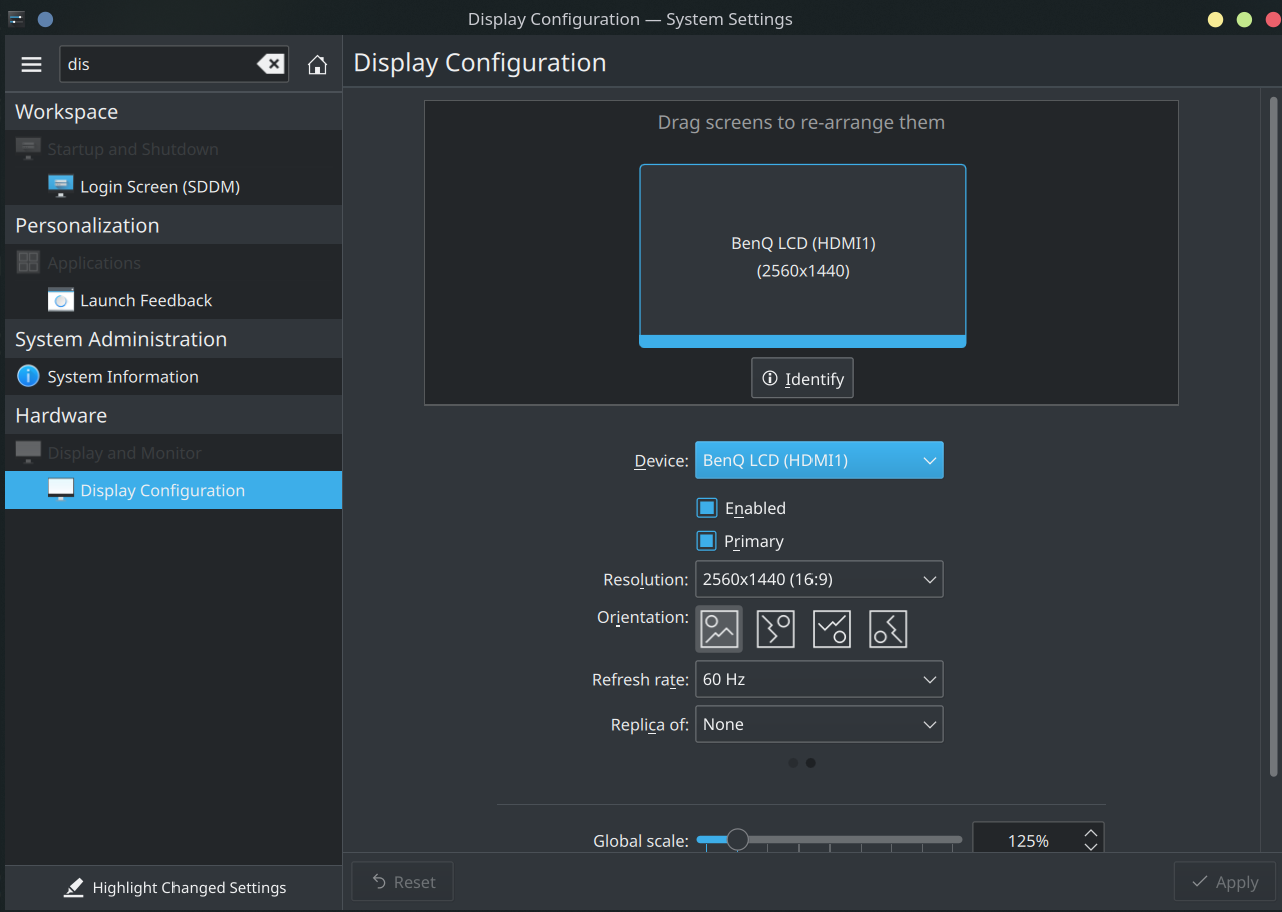 Display Configuration — System Settings
dis
Display Configuration
Workspace
Startup and Shutdown
Login Screen (SDDM)
Personalization
Applications
Launch Feedback
System Administration
System Information
Hardware
Display and Monitor
Display Configuration
Highlight Changed Settings
Drag screens to re-arrange them
BenQ LCD (HDMI1)
(2560x1440)
Identify
Device: BenQ LCD (HDMI1)
Enabled
Primary
Resolution: 2560x1440 (16:9)
Orientation:
Refresh rate: 60 Hz
Replica of: None
Global scale: 125%
Reset
Apply